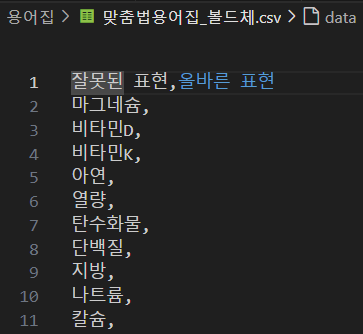 용어집 > 맞춤법용어집_볼드체.csv > data
1 잘못된 표현,올바른 표현
2 마그네슘,
3 비타민D,
4 비타민K,
5 아연,
6 열량,
7 탄수화물,
8 단백질,
9 지방,
10 나트륨,
11 칼슘,